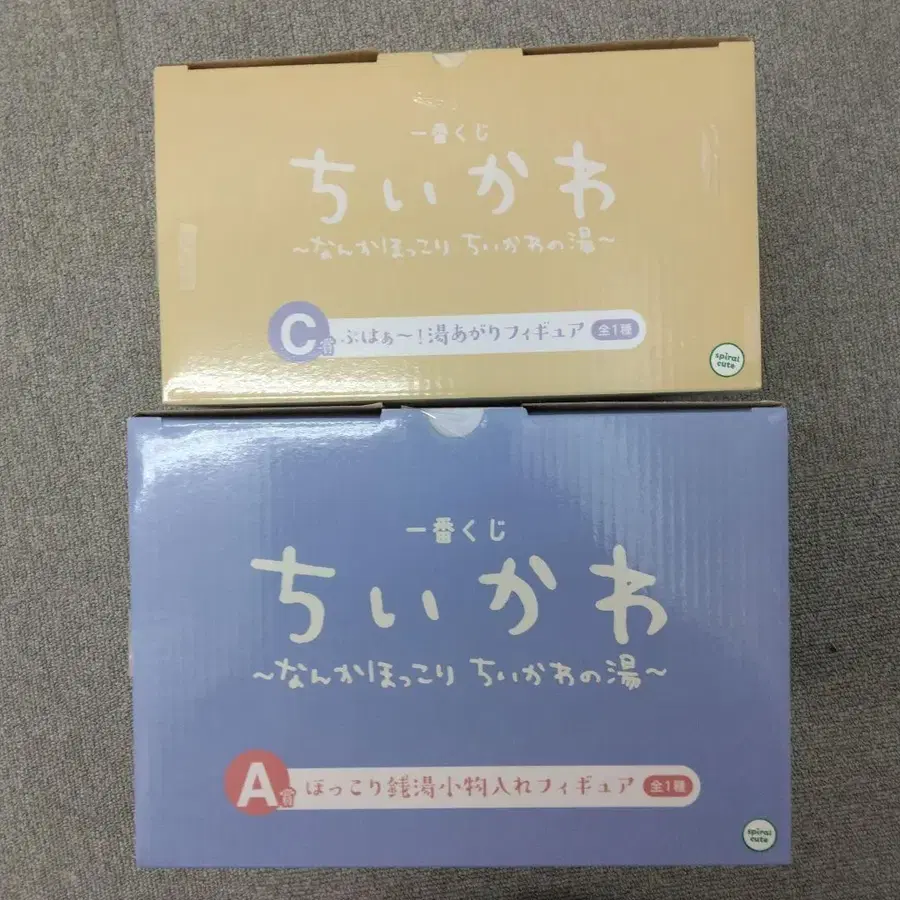 一番くじ
ちいかわ
～なんかほっこり ちいかわの湯～
C賞 ぷはぁ～!湯あがりフィギュア 全1種
spiral
cute
一番くじ
ちいかわ
～なんかほっこり ちいかわの湯～
A賞 ほっこり銭湯小物入れフィギュア 全1種
spiral
cute